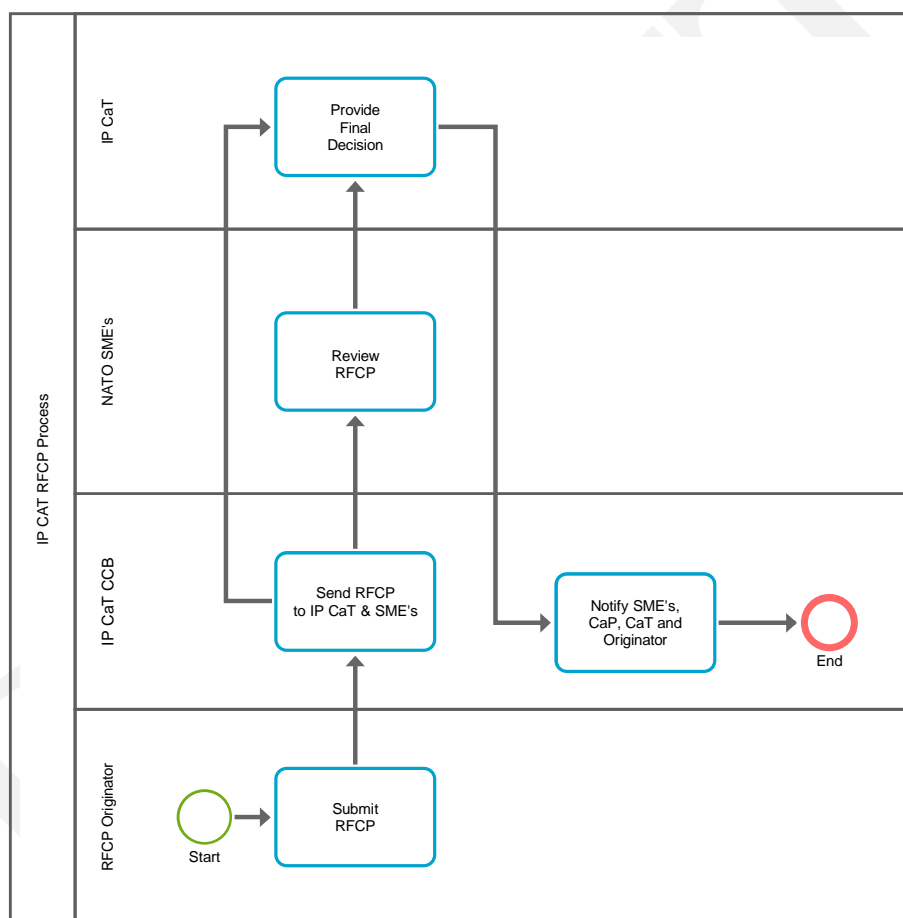 IP CAT RFCP Process
IP CaT
Provide
Final
Decision
NATO SME's
Review
RFCP
IP CaT CCB
Send RFCP
to IP CaT & SME's
Notify SME's,
CaP, CaT and
Originator
End
RFCP Originator
Start
Submit
RFCP